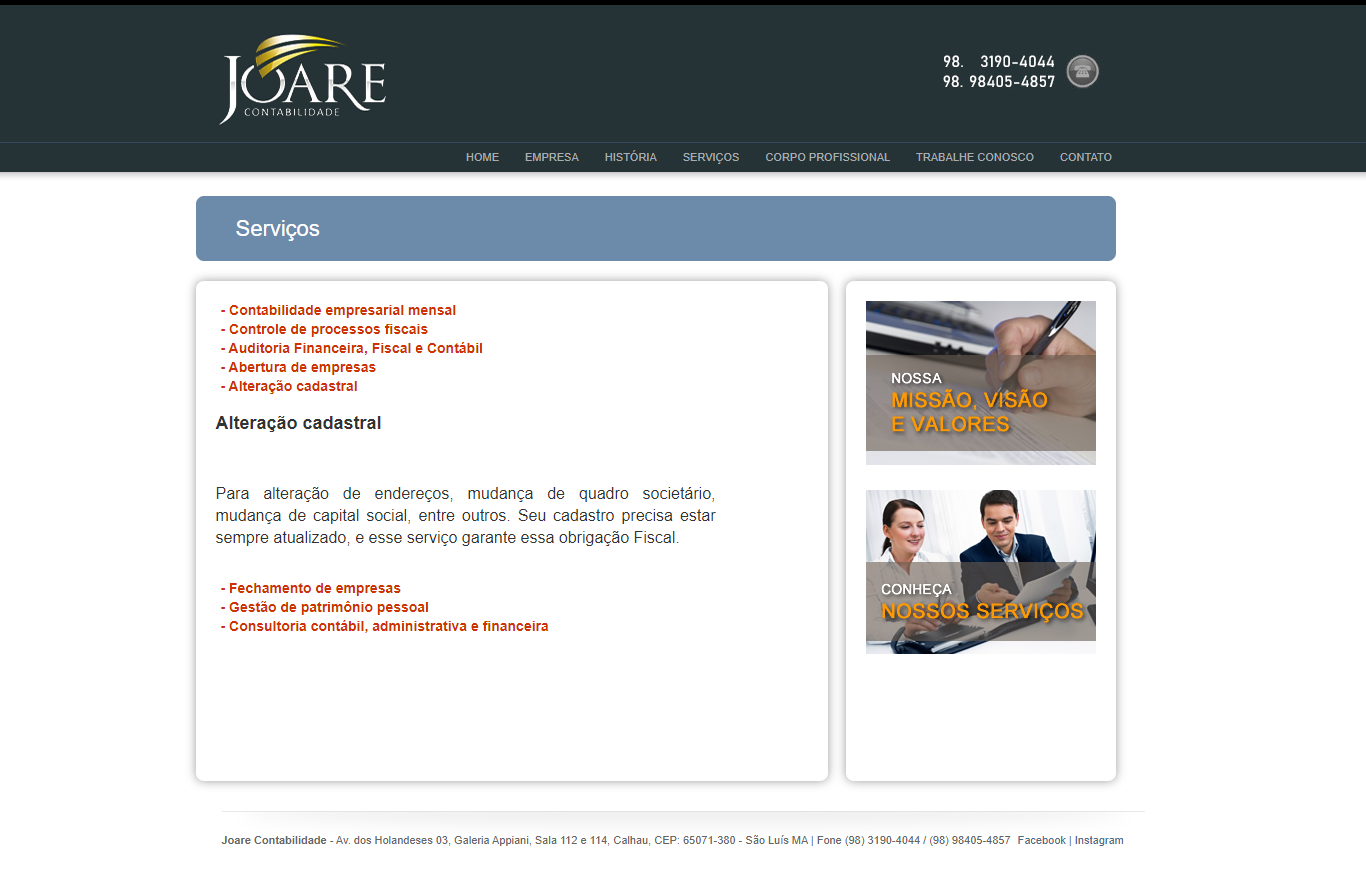 JOARE
CONTABILIDADE
98. 3190-4044
98. 98405-4857
HOME EMPRESA HISTÓRIA SERVIÇOS CORPO PROFISSIONAL TRABALHE CONOSCO CONTATO
Serviços
- Contabilidade empresarial mensal
- Controle de processos fiscais
- Auditoria Financeira, Fiscal e Contábil
- Abertura de empresas
- Alteração cadastral
Alteração cadastral
Para alteração de endereços, mudança de quadro societário,
mudança de capital social, entre outros. Seu cadastro precisa estar
sempre atualizado, e esse serviço garante essa obrigação Fiscal.
- Fechamento de empresas
- Gestão de patrimônio pessoal
- Consultoria contábil, administrativa e financeira
NOSSA
MISSÃO, VISÃO
E VALORES
CONHEÇA
NOSSOS SERVIÇOS
Joare Contabilidade - Av. dos Holandeses 03, Galeria Appiani, Sala 112 e 114, Calhau, CEP: 65071-380 - São Luís MA | Fone (98) 3190-4044 / (98) 98405-4857 Facebook | Instagram